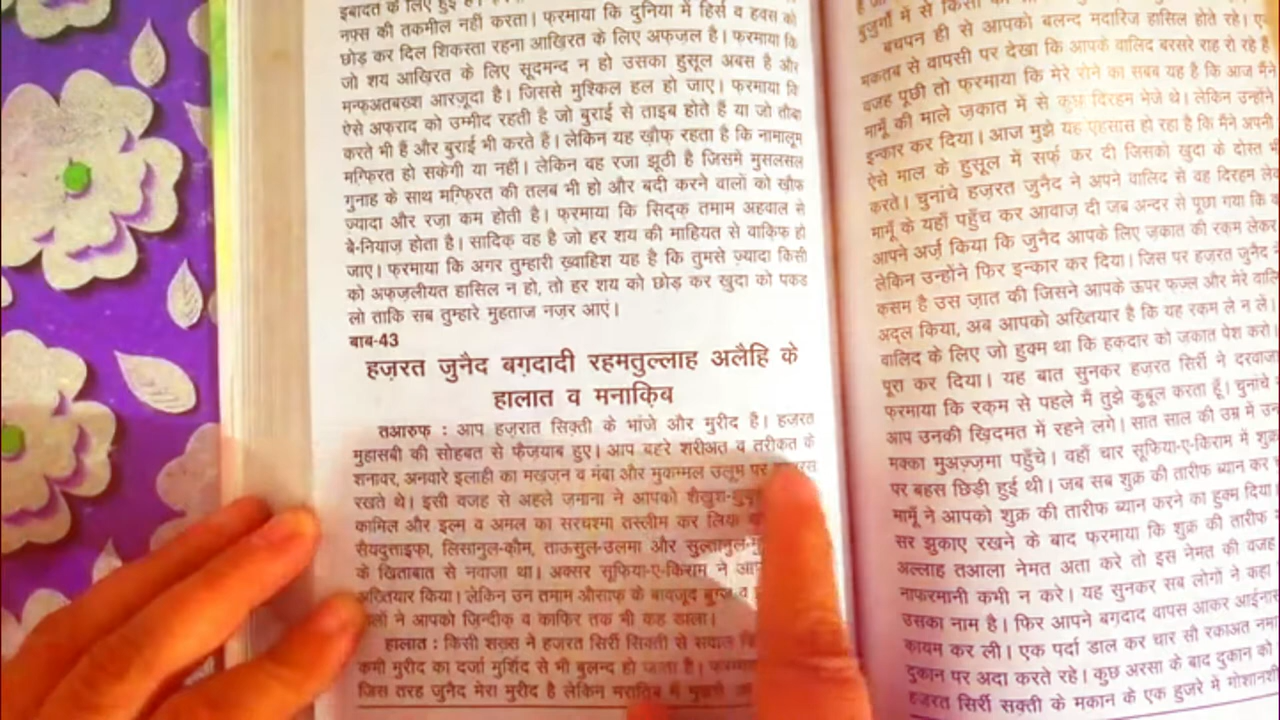 इबादत के लिए हुई है।
नफ़्स की तकमील नहीं करता। फ़रमाया कि दुनिया में हिर्स व हवस को
छोड़ कर दिल शिकस्ता रहना आख़िरत के लिए अफ़ज़ल है। फ़रमाया कि
जो शय आख़िरत के लिए सूदमन्द न हो उसका हुसूल अबस है और
मन्फ़अतबख़्श आरज़ूदा है। जिससे मुश्किल हल हो जाए। फ़रमाया कि
ऐसे अफ़राद को उम्मीद रहती है जो बुराई से ताइब होते हैं या जो तौबा
करते भी हैं और बुराई भी करते हैं। लेकिन यह ख़ौफ़ रहता है कि नामालूम
मग़्फ़िरत हो सकेगी या नहीं। लेकिन वह रजा झूठी है जिसमें मुसलसल
गुनाह के साथ मग़्फ़िरत की तलब भी हो और बदी करने वालों को ख़ौफ़
ज़्यादा और रजा कम होती है। फ़रमाया कि सिद्क़ तमाम अहवाल से
बे-नियाज़ होता है। सादिक़ वह है जो हर शय की माहियत से वाक़िफ़ हो
जाए। फ़रमाया कि अगर तुम्हारी ख़्वाहिश यह है कि तुमसे ज़्यादा किसी
को अफ़ज़लीयत हासिल न हो, तो हर शय को छोड़ कर ख़ुदा को पकड़
लो ताकि सब तुम्हारे मुहताज नज़र आएं।
बाब-43
हज़रत जुनैद बग़दादी रहमतुल्लाह अलैहि के
हालात व मनाक़िब
तआरुफ़ : आप हज़रात सिक़्ती के भांजे और मुरीद हैं। हज़रत
मुहासबी की सोहबत से फ़ैज़याब हुए। आप बहरे शरीअत व तरीक़त के
शनावर, अनवारे इलाही का मख़्ज़न व मंबा और मुकम्मल उलूम पर
रखते थे। इसी वजह से अहले ज़माना ने आपको
कामिल और इल्म व अमल का सरचश्मा तस्लीम कर लिया
सैयदुत्ताइफ़ा, लिसानुल-क़ौम, ताऊसुल-उलमा और
के ख़िताबात से नवाज़ा था। अक्सर सूफ़िया-ए-किराम ने
अख़्तियार किया। लेकिन उन तमाम औसाफ़ के बावजूद बुग़्ज़ व
ने आपको ज़िन्दीक़ व काफ़िर तक भी कह डाला।
हालात : किसी शख़्स ने हज़रत सिर्री सिक्ती से सवाल
कभी मुरीद का दर्जा मुर्शिद से भी बुलन्द हो जाता है।
जिस तरह जुनैद मेरा मुरीद है लेकिन मरातिब में मुझसे
बुज़ुर्गों में से किसी
बचपन ही से आपको बलन्द मदारिज हासिल होते रहे।
मकतब से वापसी पर देखा कि आपके वालिद बरसरे राह रो रहे हैं
वजह पूछी तो फ़रमाया कि मेरे रोने का सबब यह है कि आज मैंने
मामूँ की माले ज़कात में से कुछ दिरहम भेजे थे। लेकिन उन्होंने
इन्कार कर दिया। आज मुझे यह एहसास हो रहा है कि मैंने अपनी
ऐसे माल के हुसूल में सर्फ़ कर दी जिसको ख़ुदा के दोस्त भी
करते। चुनांचे हज़रत जुनैद ने अपने वालिद से वह दिरहम लेकर
मामूँ के यहाँ पहुँच कर आवाज़ दी जब अन्दर से पूछा गया कि
आपने अर्ज़ किया कि जुनैद आपके लिए ज़कात की रक़म लेकर
लेकिन उन्होंने फिर इन्कार कर दिया। जिस पर हज़रत जुनैद
क़सम है उस ज़ात की जिसने आपके ऊपर फ़ज़्ल और मेरे
अद्ल किया, अब आपको अख़्तियार है कि यह रक़म लें न लें।
वालिद के लिए जो हुक्म था कि हक़दार को ज़कात पेश करो।
पूरा कर दिया। यह बात सुनकर हज़रत सिर्री ने
फ़रमाया कि रक़म से पहले मैं तुझे क़ुबूल करता हूँ। चुनांचे
आप उनकी ख़िदमत में रहने लगे। सात साल की उम्र में
मक्का मुअज़्ज़मा पहुँचे। वहाँ चार सूफ़िया-ए-किराम में
पर बहस छिड़ी हुई थी। जब सब शुक्र की तारीफ़ ब्यान कर
मामूँ ने आपको शुक्र की तारीफ़ ब्यान करने का हुक्म दिया
सर झुकाए रखने के बाद फ़रमाया कि शुक्र की तारीफ़
अल्लाह तआला नेमत अता करे तो इस नेमत की वजह
नाफ़रमानी कभी न करे। यह सुनकर सब लोगों ने कहा
उसका नाम है। फिर आपने बग़दाद वापस आकर
कायम कर ली। एक पर्दा डाल कर चार सौ रकाअत
दुकान पर अदा करते रहे। कुछ अरसा के बाद दुकान को
हज़रत सिर्री सक़्ती के मकान के एक हुजरे में